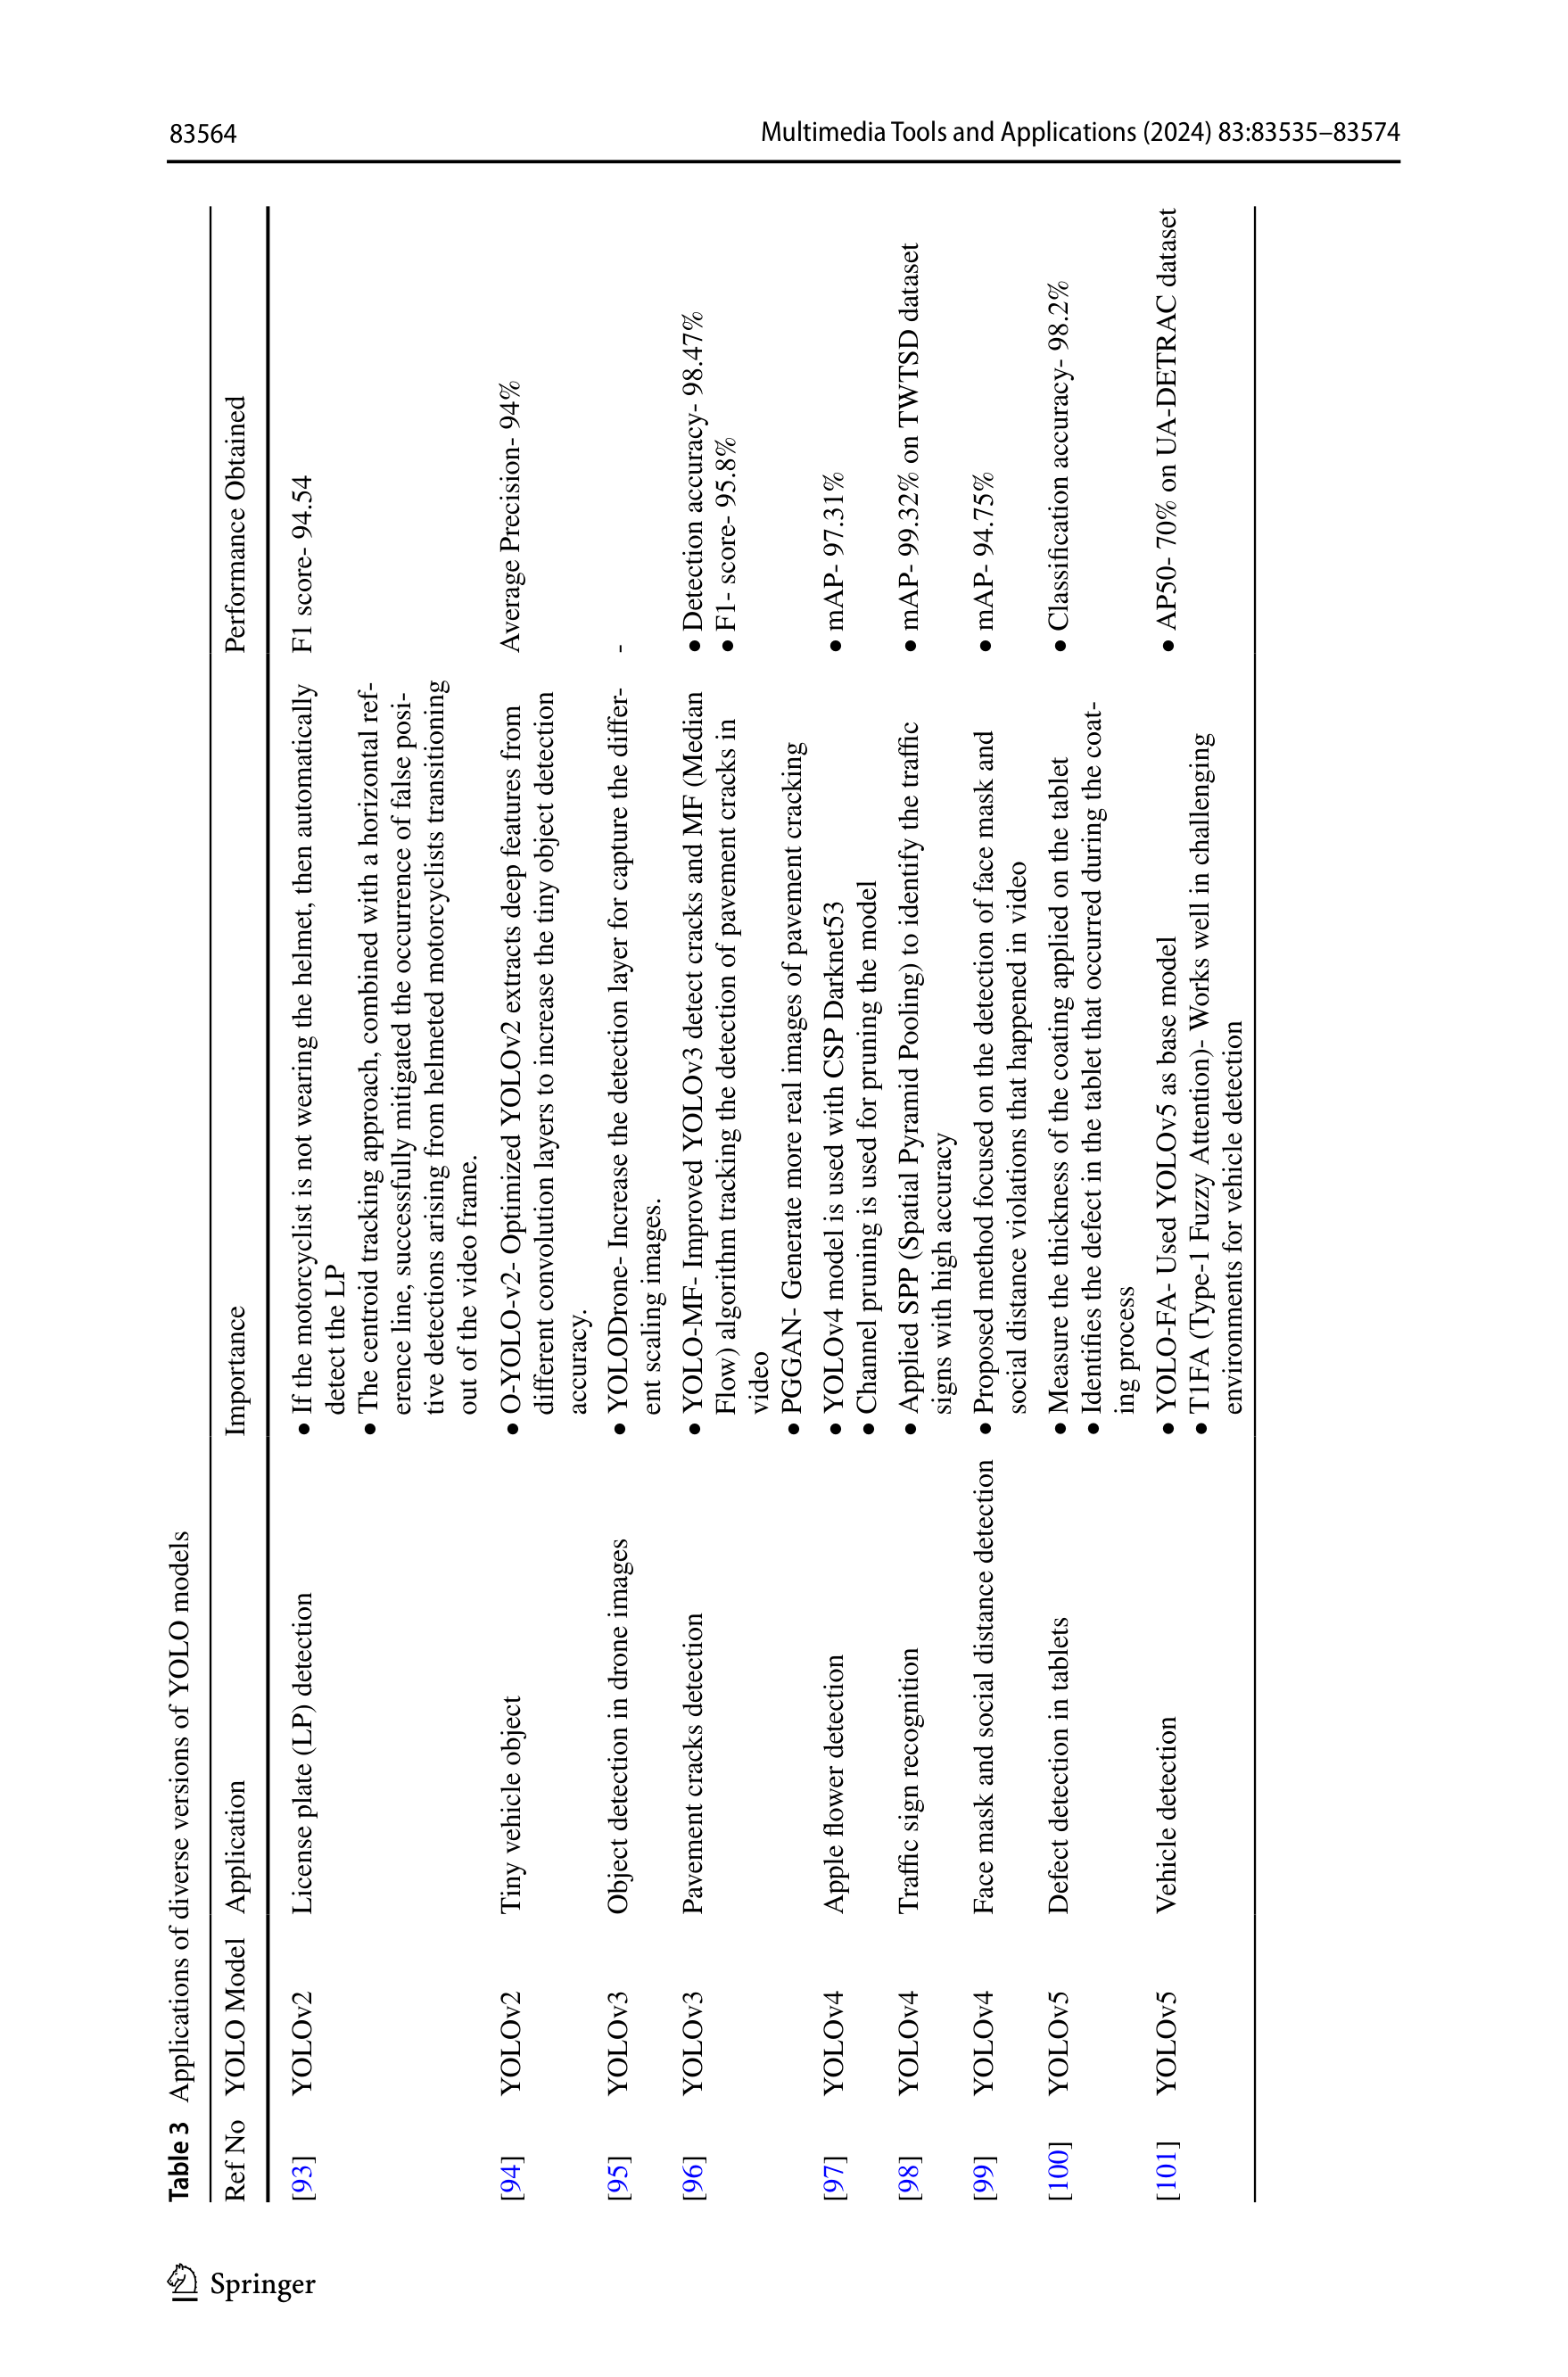 83564
Multimedia Tools and Applications (2024) 83:83535–83574
Table 3 Applications of diverse versions of YOLO models
Ref No YOLO Model Application Importance Performance Obtained
[93] YOLOv2 License plate (LP) detection • If the motorcyclist is not wearing the helmet, then automatically F1 score- 94.54
detect the LP
• The centroid tracking approach, combined with a horizontal ref-
erence line, successfully mitigated the occurrence of false posi-
tive detections arising from helmeted motorcyclists transitioning
out of the video frame.
[94] YOLOv2 Tiny vehicle object • O-YOLO-v2- Optimized YOLOv2 extracts deep features from Average Precision- 94%
different convolution layers to increase the tiny object detection
accuracy.
[95] YOLOv3 Object detection in drone images • YOLODrone- Increase the detection layer for capture the differ- -
ent scaling images.
[96] YOLOv3 Pavement cracks detection • YOLO-MF- Improved YOLOv3 detect cracks and MF (Median • Detection accuracy- 98.47%
Flow) algorithm tracking the detection of pavement cracks in • F1- score- 95.8%
video
• PGGAN- Generate more real images of pavement cracking
[97] YOLOv4 Apple flower detection • YOLOv4 model is used with CSP Darknet53 • mAP- 97.31%
• Channel pruning is used for pruning the model
[98] YOLOv4 Traffic sign recognition • Applied SPP (Spatial Pyramid Pooling) to identify the traffic • mAP- 99.32% on TWTSD dataset
signs with high accuracy
[99] YOLOv4 Face mask and social distance detection • Proposed method focused on the detection of face mask and • mAP- 94.75%
social distance violations that happened in video
[100] YOLOv5 Defect detection in tablets • Measure the thickness of the coating applied on the tablet • Classification accuracy- 98.2%
• Identifies the defect in the tablet that occurred during the coat-
ing process
[101] YOLOv5 Vehicle detection • YOLO-FA- Used YOLOv5 as base model • AP50- 70% on UA-DETRAC dataset
• T1FA (Type-1 Fuzzy Attention)- Works well in challenging
environments for vehicle detection
Springer